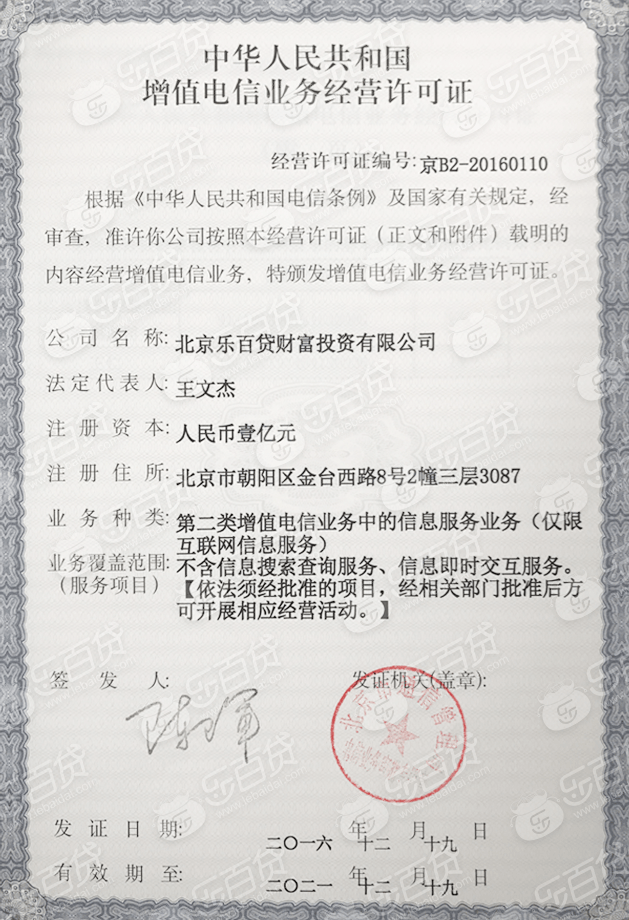 中华人民共和国
增值电信业务经营许可证
经营许可证编号:京B2-20160110
根据《中华人民共和国电信条例》及国家有关规定，经
审查，准许你公司按照本经营许可证（正文和附件）载明的
内容经营增值电信业务，特颁发增值电信业务经营许可证。
公司名称:北京乐百贷财富投资有限公司
法定代表人:王文杰
注册资本:人民币壹亿元
注册住所:北京市朝阳区金台西路8号2幢三层3087
业务种类:第二类增值电信业务中的信息服务业务（仅限
互联网信息服务）
业务覆盖范围:不含信息搜索查询服务、信息即时交互服务。
（服务项目）【依法须经批准的项目，经相关部门批准后方
可开展相应经营活动。】
签发人: 发证机关(盖章):
北京市通信管理局
发证日期: 二〇一六年十二月十九日
有效期至: 二〇二一年十二月十九日
乐百贷